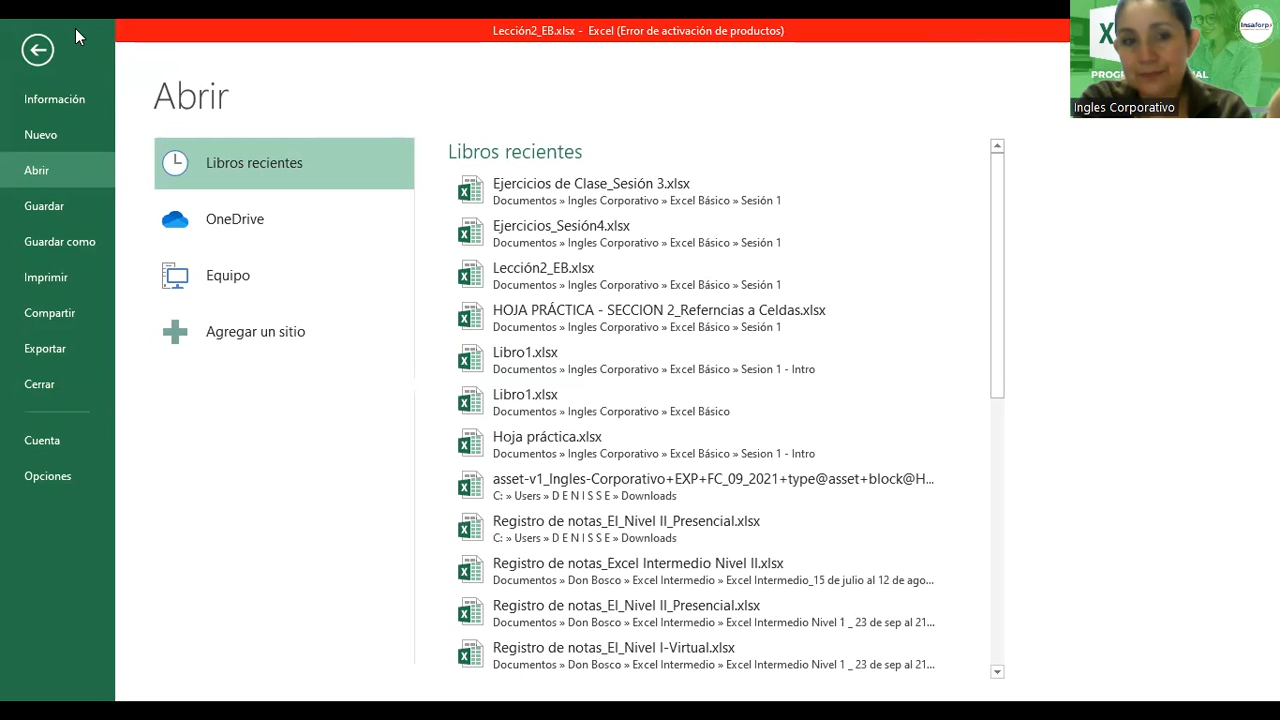 Lección2_EB.xlsx - Excel (Error de activación de productos)
Insaforp
Ingles Corporativo
Información
Nuevo
Abrir
Guardar
Guardar como
Imprimir
Compartir
Exportar
Cerrar
Cuenta
Opciones
Abrir
Libros recientes
OneDrive
Equipo
Agregar un sitio
Libros recientes
Ejercicios de Clase_Sesión 3.xlsx
Documentos » Ingles Corporativo » Excel Básico » Sesión 1
Ejercicios_Sesión4.xlsx
Documentos » Ingles Corporativo » Excel Básico » Sesión 1
Lección2_EB.xlsx
Documentos » Ingles Corporativo » Excel Básico » Sesión 1
HOJA PRÁCTICA - SECCION 2_Referncias a Celdas.xlsx
Documentos » Ingles Corporativo » Excel Básico » Sesión 1
Libro1.xlsx
Documentos » Ingles Corporativo » Excel Básico » Sesion 1 - Intro
Libro1.xlsx
Documentos » Ingles Corporativo » Excel Básico
Hoja práctica.xlsx
Documentos » Ingles Corporativo » Excel Básico » Sesion 1 - Intro
asset-v1_Ingles-Corporativo+EXP+FC_09_2021+type@asset+block@H...
C: » Users » D E N I S S E » Downloads
Registro de notas_EI_Nivel II_Presencial.xlsx
C: » Users » D E N I S S E » Downloads
Registro de notas_Excel Intermedio Nivel II.xlsx
Documentos » Don Bosco » Excel Intermedio » Excel Intermedio_15 de julio al 12 de ago...
Registro de notas_EI_Nivel II_Presencial.xlsx
Documentos » Don Bosco » Excel Intermedio » Excel Intermedio Nivel 1 _ 23 de sep al 21...
Registro de notas_EI_Nivel I-Virtual.xlsx
Documentos » Don Bosco » Excel Intermedio » Excel Intermedio Nivel 1 _ 23 de sep al 21...